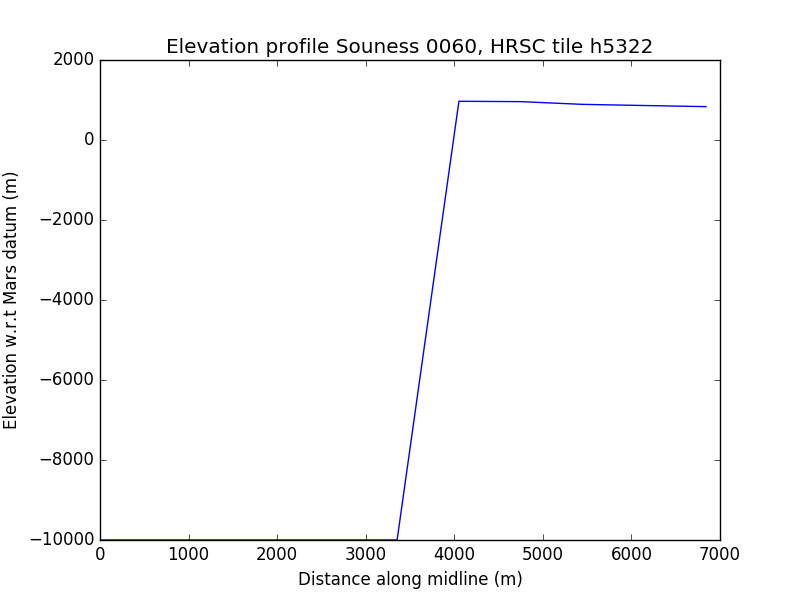 Elevation profile Souness 0060, HRSC tile h5322
2000
0
−2000
−4000
−6000
−8000
−10000
Elevation w.r.t Mars datum (m)
0 1000 2000 3000 4000 5000 6000 7000
Distance along midline (m)